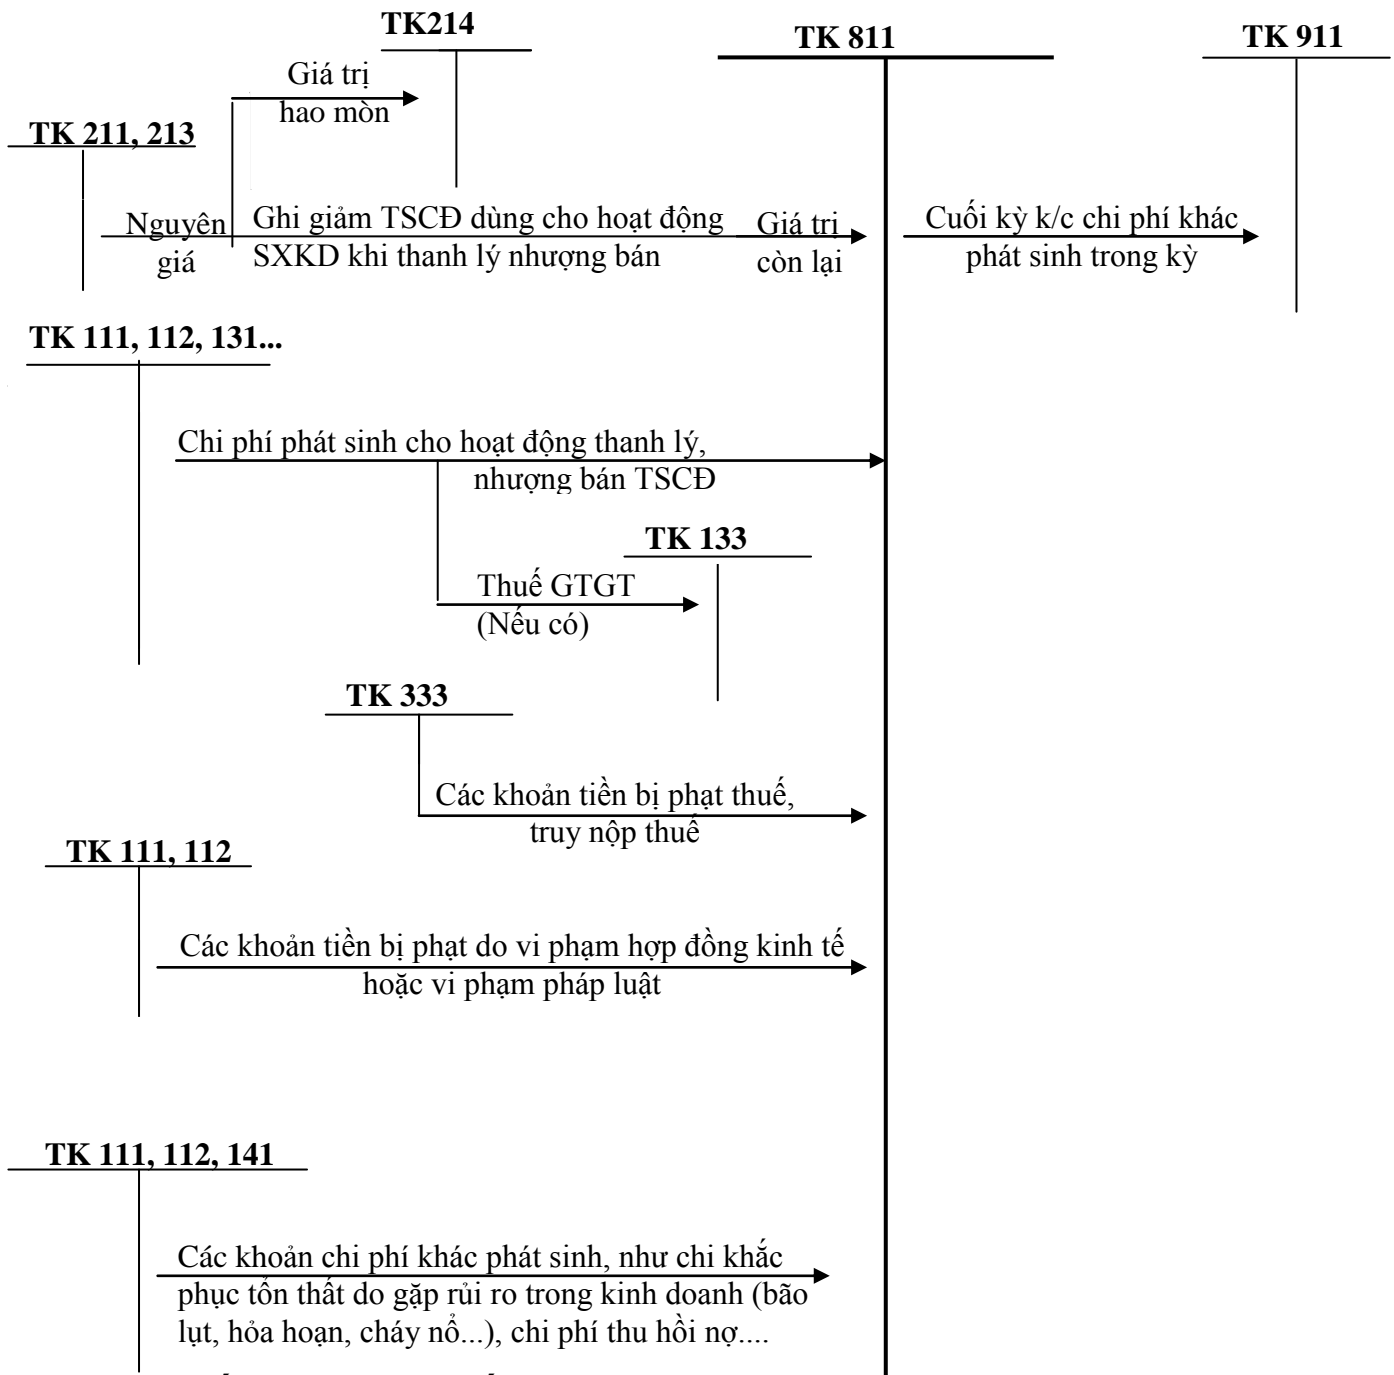 TK214
TK 811
TK 911
Giá trị
hao mòn
TK 211, 213
Nguyên
giá
Ghi giảm TSCĐ dùng cho hoạt động
SXKD khi thanh lý nhượng bán
Giá trị
còn lại
Cuối kỳ k/c chi phí khác
phát sinh trong kỳ
TK 111, 112, 131...
Chi phí phát sinh cho hoạt động thanh lý,
nhượng bán TSCĐ
TK 133
Thuế GTGT
(Nếu có)
TK 333
Các khoản tiền bị phạt thuế,
truy nộp thuế
TK 111, 112
Các khoản tiền bị phạt do vi phạm hợp đồng kinh tế
hoặc vi phạm pháp luật
TK 111, 112, 141
Các khoản chi phí khác phát sinh, như chi khắc
phục tổn thất do gặp rủi ro trong kinh doanh (bão
lụt, hỏa hoạn, cháy nổ...), chi phí thu hồi nợ....